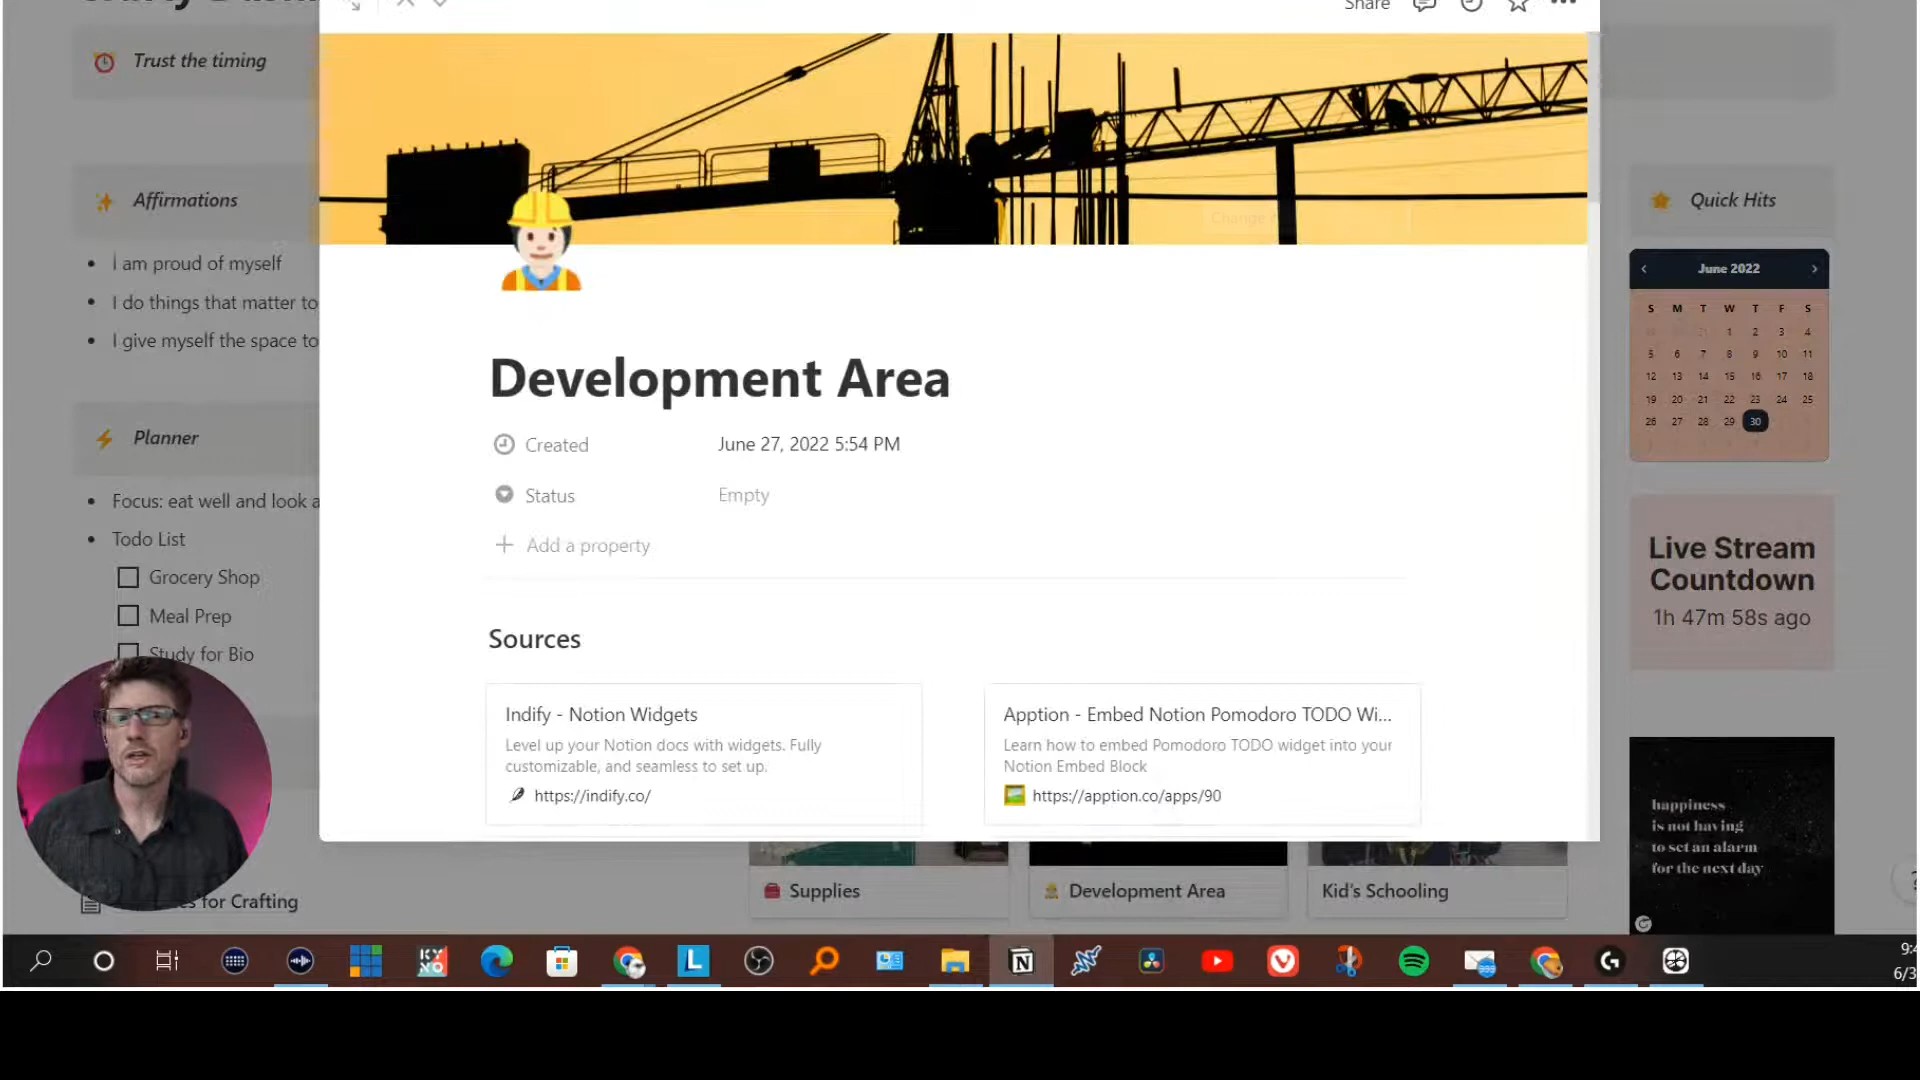 Share
Trust the timing
Affirmations
I am proud of myself
I do things that matter to
I give myself the space to
Planner
Focus: eat well and look a
Todo List
Grocery Shop
Meal Prep
Study for Bio
for Crafting
Development Area
Created June 27, 2022 5:54 PM
Status Empty
Add a property
Sources
Indify - Notion Widgets
Level up your Notion docs with widgets. Fully
customizable, and seamless to set up.
https://indify.co/
Apption - Embed Notion Pomodoro TODO Wi...
Learn how to embed Pomodoro TODO widget into your
Notion Embed Block
https://apption.co/apps/90
Supplies
Development Area
Kid's Schooling
Quick Hits
June 2022
S M T W T F S
1 2 3 4
5 6 7 8 9 10 11
12 13 14 15 16 17 18
19 20 21 22 23 24 25
26 27 28 29 30
Live Stream
Countdown
1h 47m 58s ago
happiness
is not having
to set an alarm
for the next day
9:4
6/3